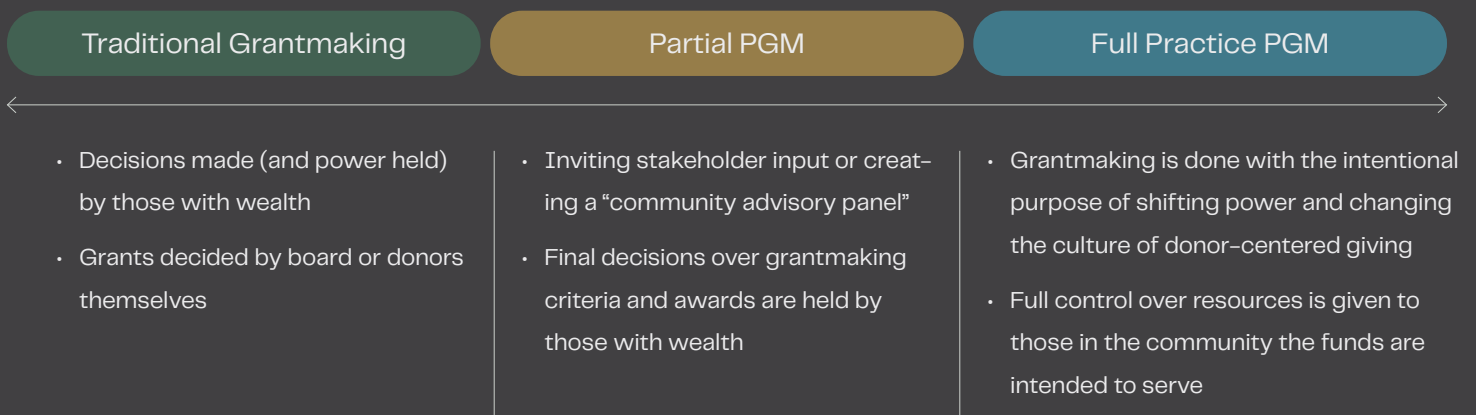 Traditional Grantmaking
Partial PGM
Full Practice PGM
• Decisions made (and power held)
by those with wealth
• Grants decided by board or donors
themselves
• Inviting stakeholder input or creat-
ing a “community advisory panel”
• Final decisions over grantmaking
criteria and awards are held by
those with wealth
• Grantmaking is done with the intentional
purpose of shifting power and changing
the culture of donor-centered giving
• Full control over resources is given to
those in the community the funds are
intended to serve